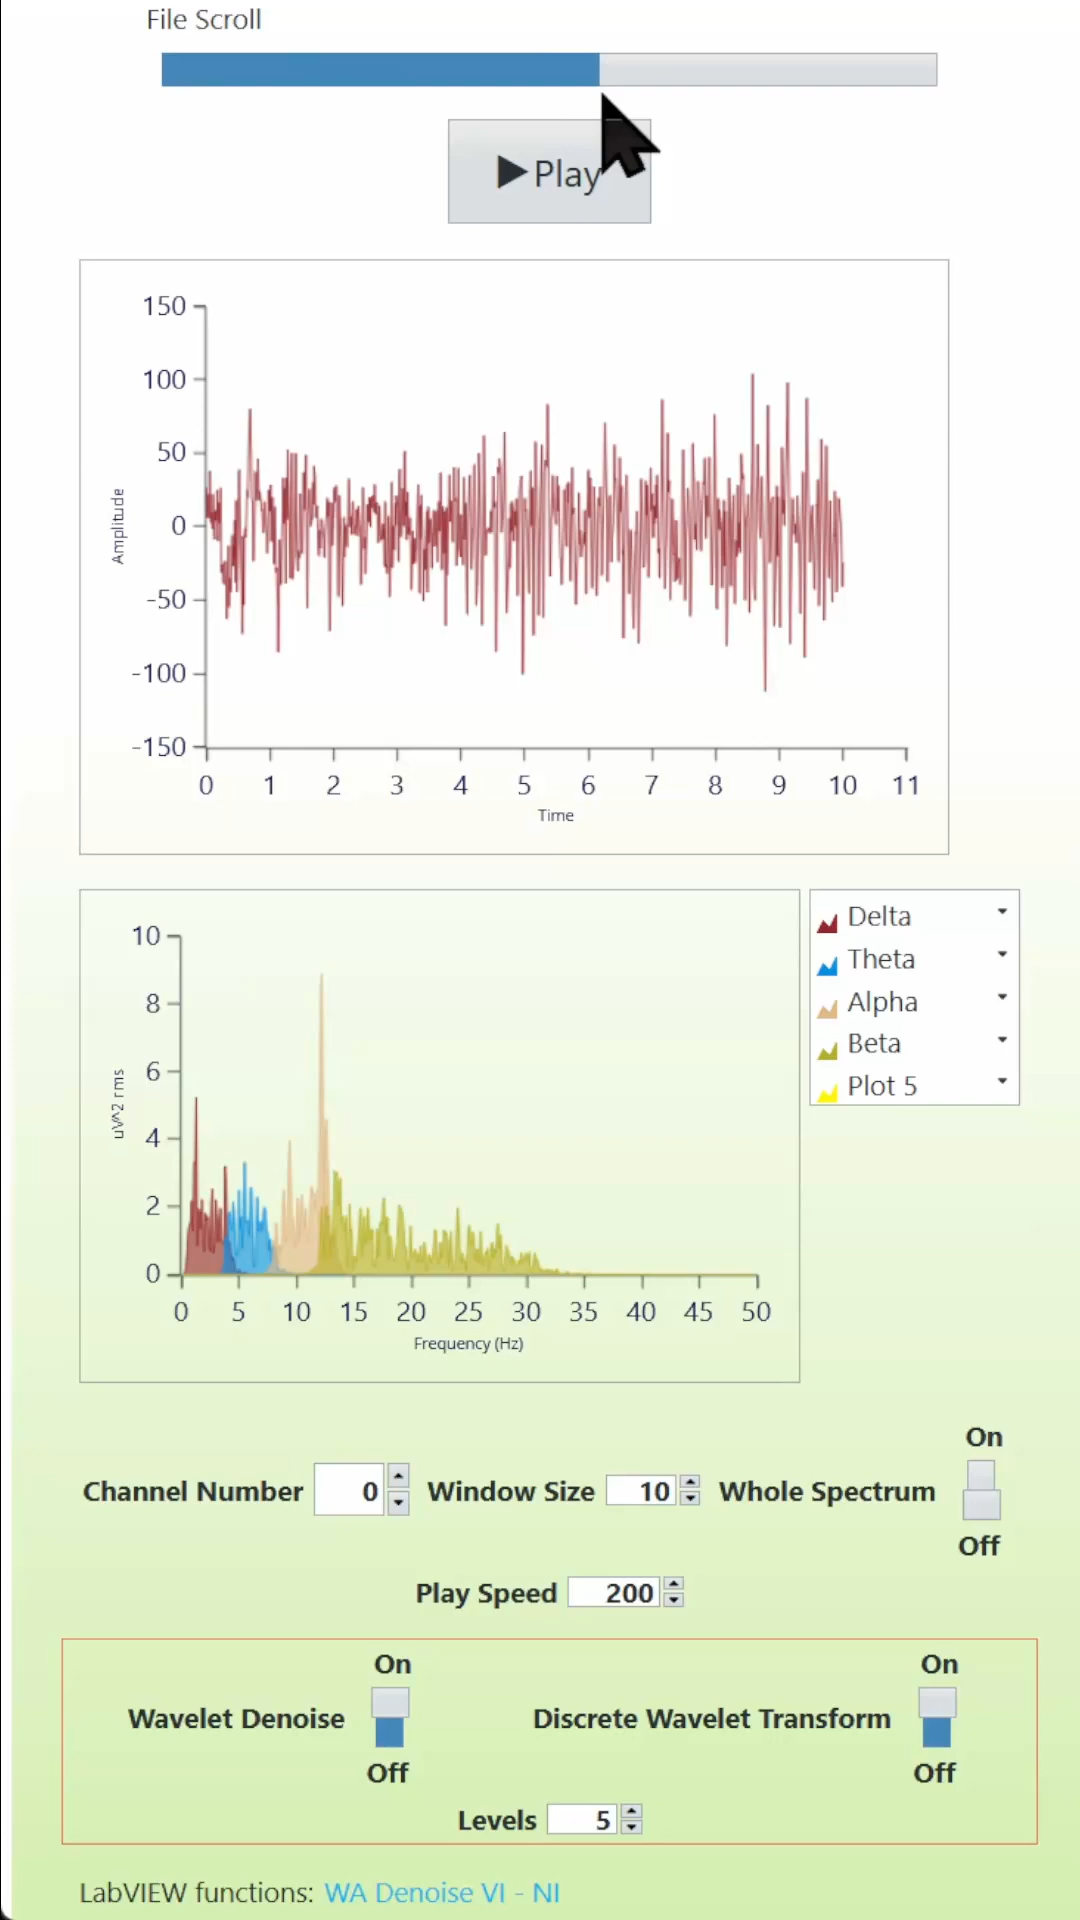 File Scroll
Play
150
100
50
0
-50
-100
-150
Amplitude
0 1 2 3 4 5 6 7 8 9 10 11
Time
10
8
6
4
2
0
uV^2 rms
0 5 10 15 20 25 30 35 40 45 50
Frequency (Hz)
Delta
Theta
Alpha
Beta
Plot 5
On
Channel Number 0 Window Size 10 Whole Spectrum
Off
Play Speed 200
On On
Wavelet Denoise Discrete Wavelet Transform
Off Off
Levels 5
LabVIEW functions: WA Denoise VI - NI